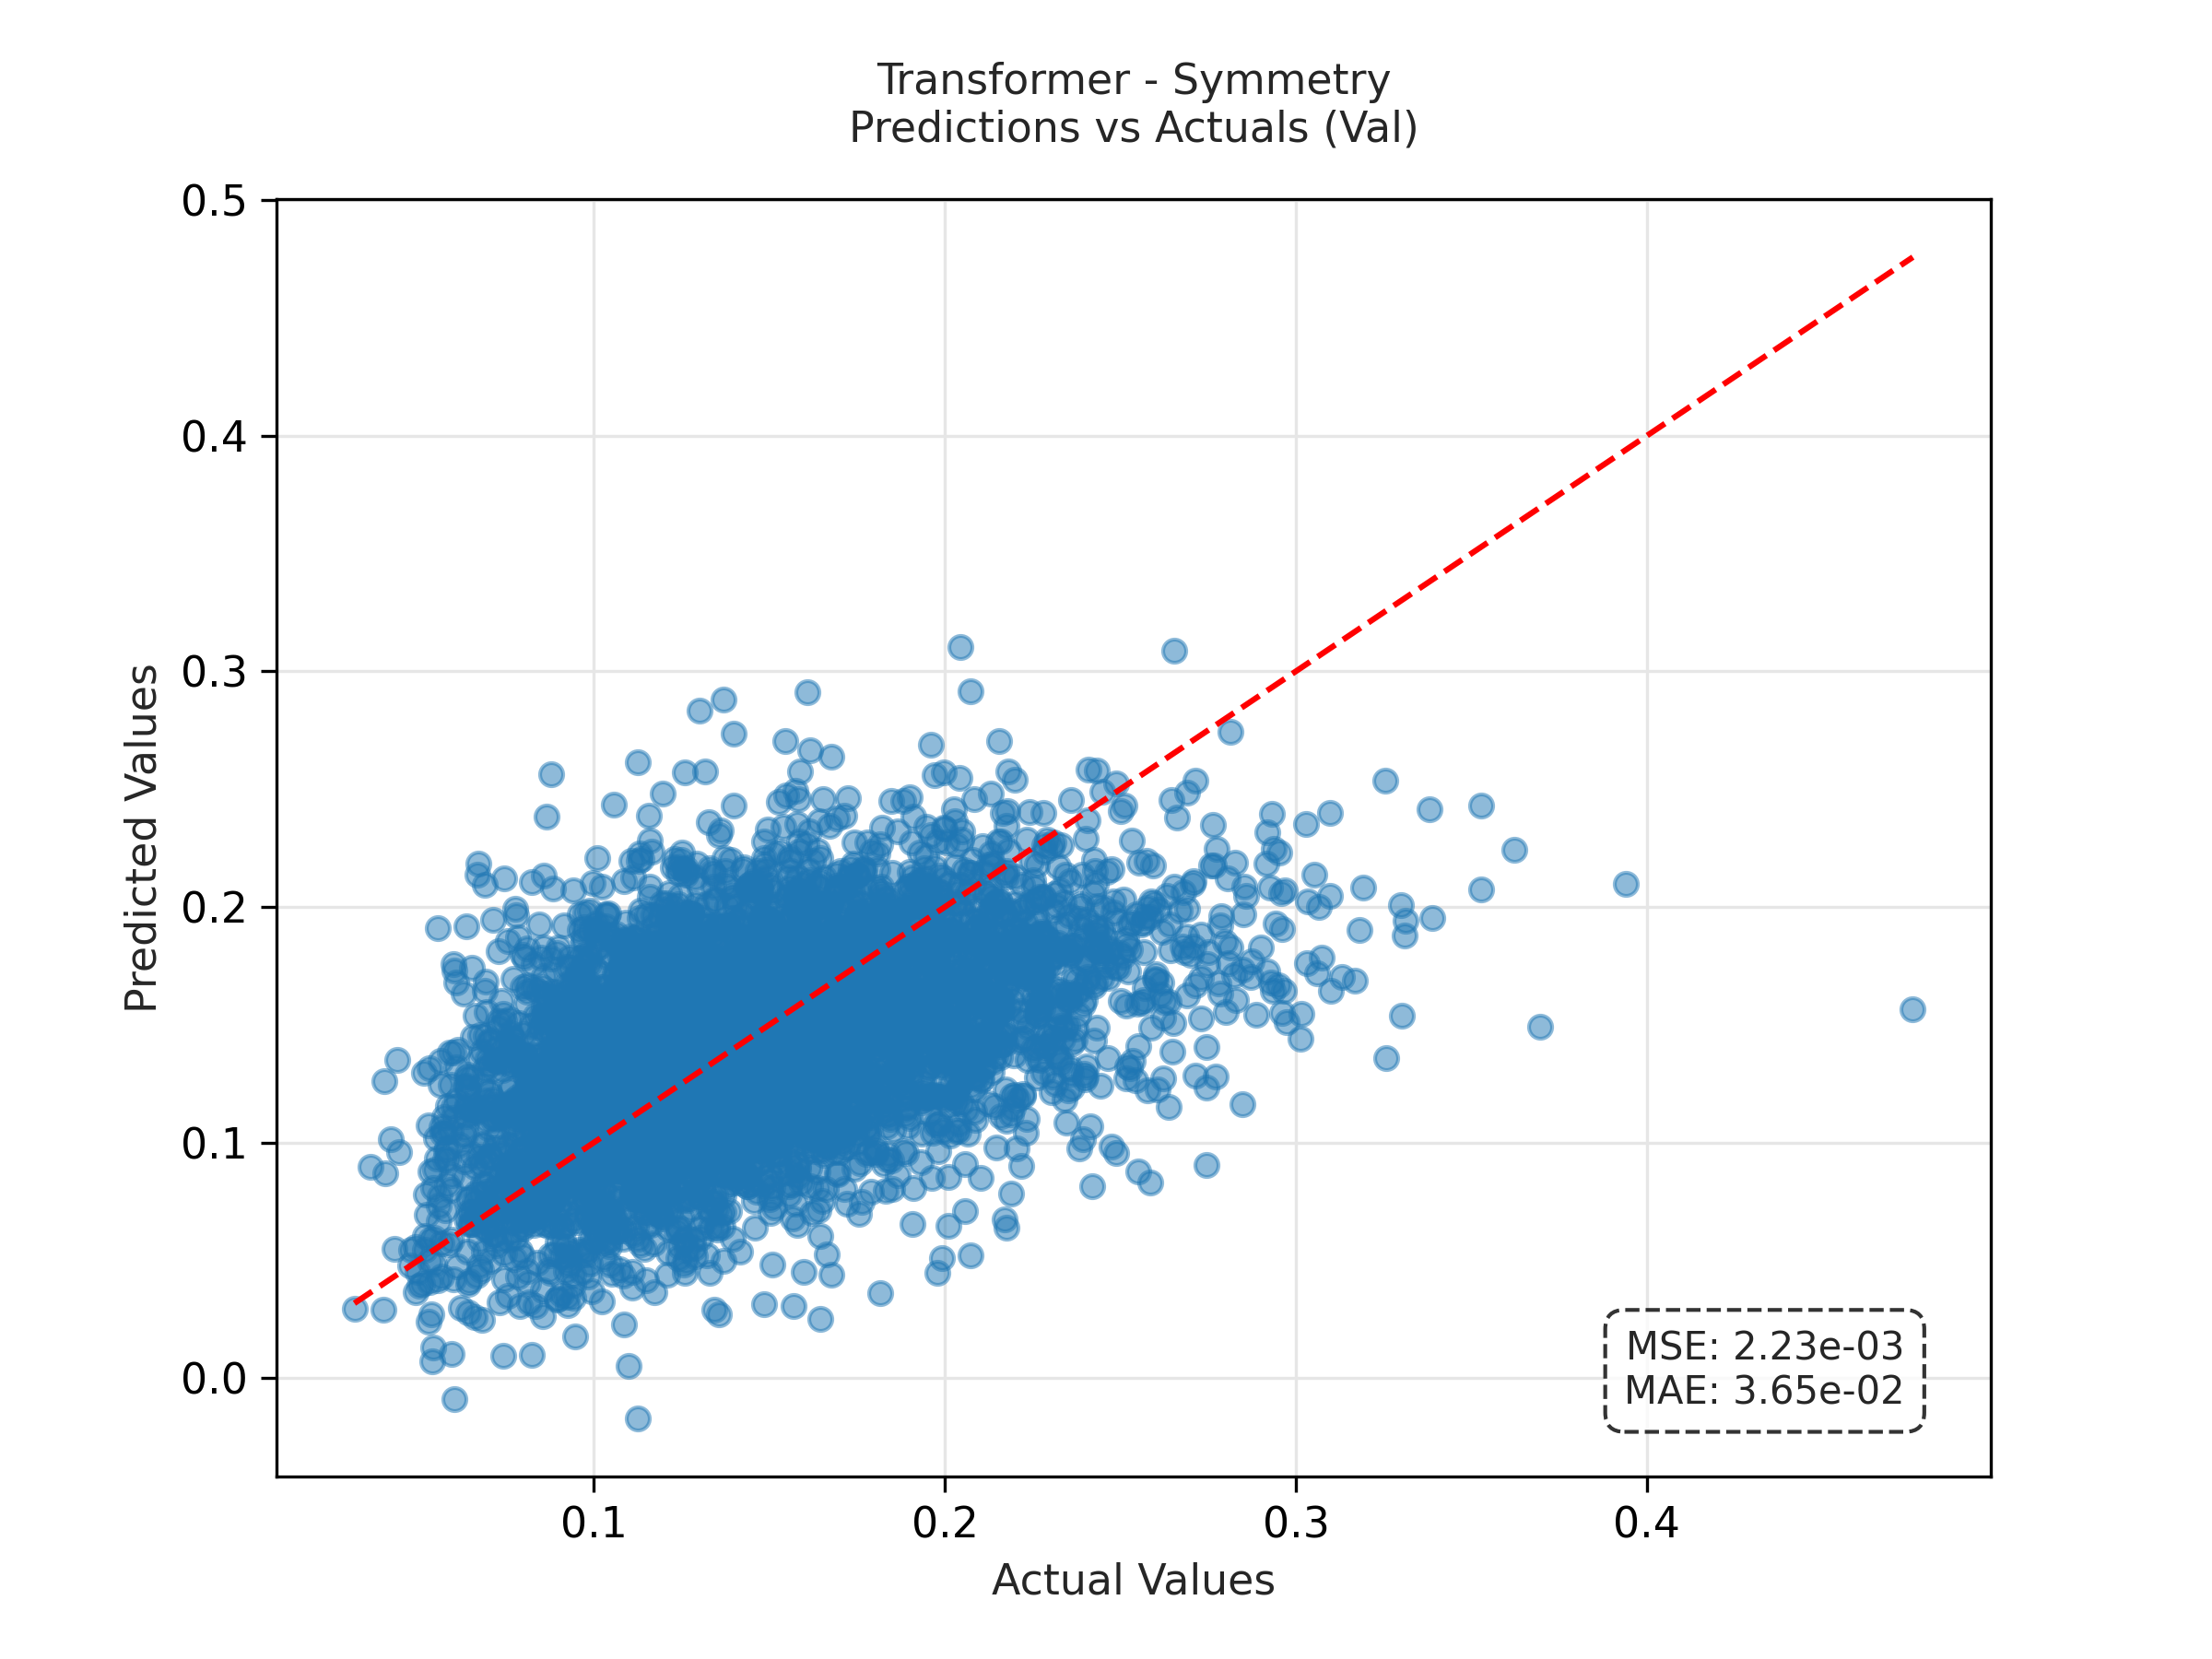 Transformer - Symmetry
Predictions vs Actuals (Val)
0.5
0.4
0.3
0.2
0.1
0.0
Predicted Values
MSE: 2.23e-03
MAE: 3.65e-02
0.1
0.2
0.3
0.4
Actual Values